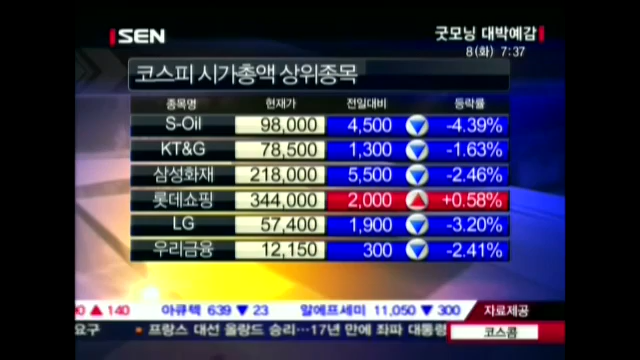 SEN
굿모닝 대박예감
8(화) 7:37
코스피 시가총액 상위종목
종목명 현재가 전일대비 등락률
S-Oil 98,000 4,500 ▼ -4.39%
KT&G 78,500 1,300 ▼ -1.63%
삼성화재 218,000 5,500 ▼ -2.46%
롯데쇼핑 344,000 2,000 ▲ +0.58%
LG 57,400 1,900 ▼ -3.20%
우리금융 12,150 300 ▼ -2.41%
▲ 140 아큐텍 639 ▼ 23 알에프세미 11,050 ▼ 300 자료제공
요구 • 프랑스 대선 올랑드 승리…17년 만에 좌파 대통령 코스콤